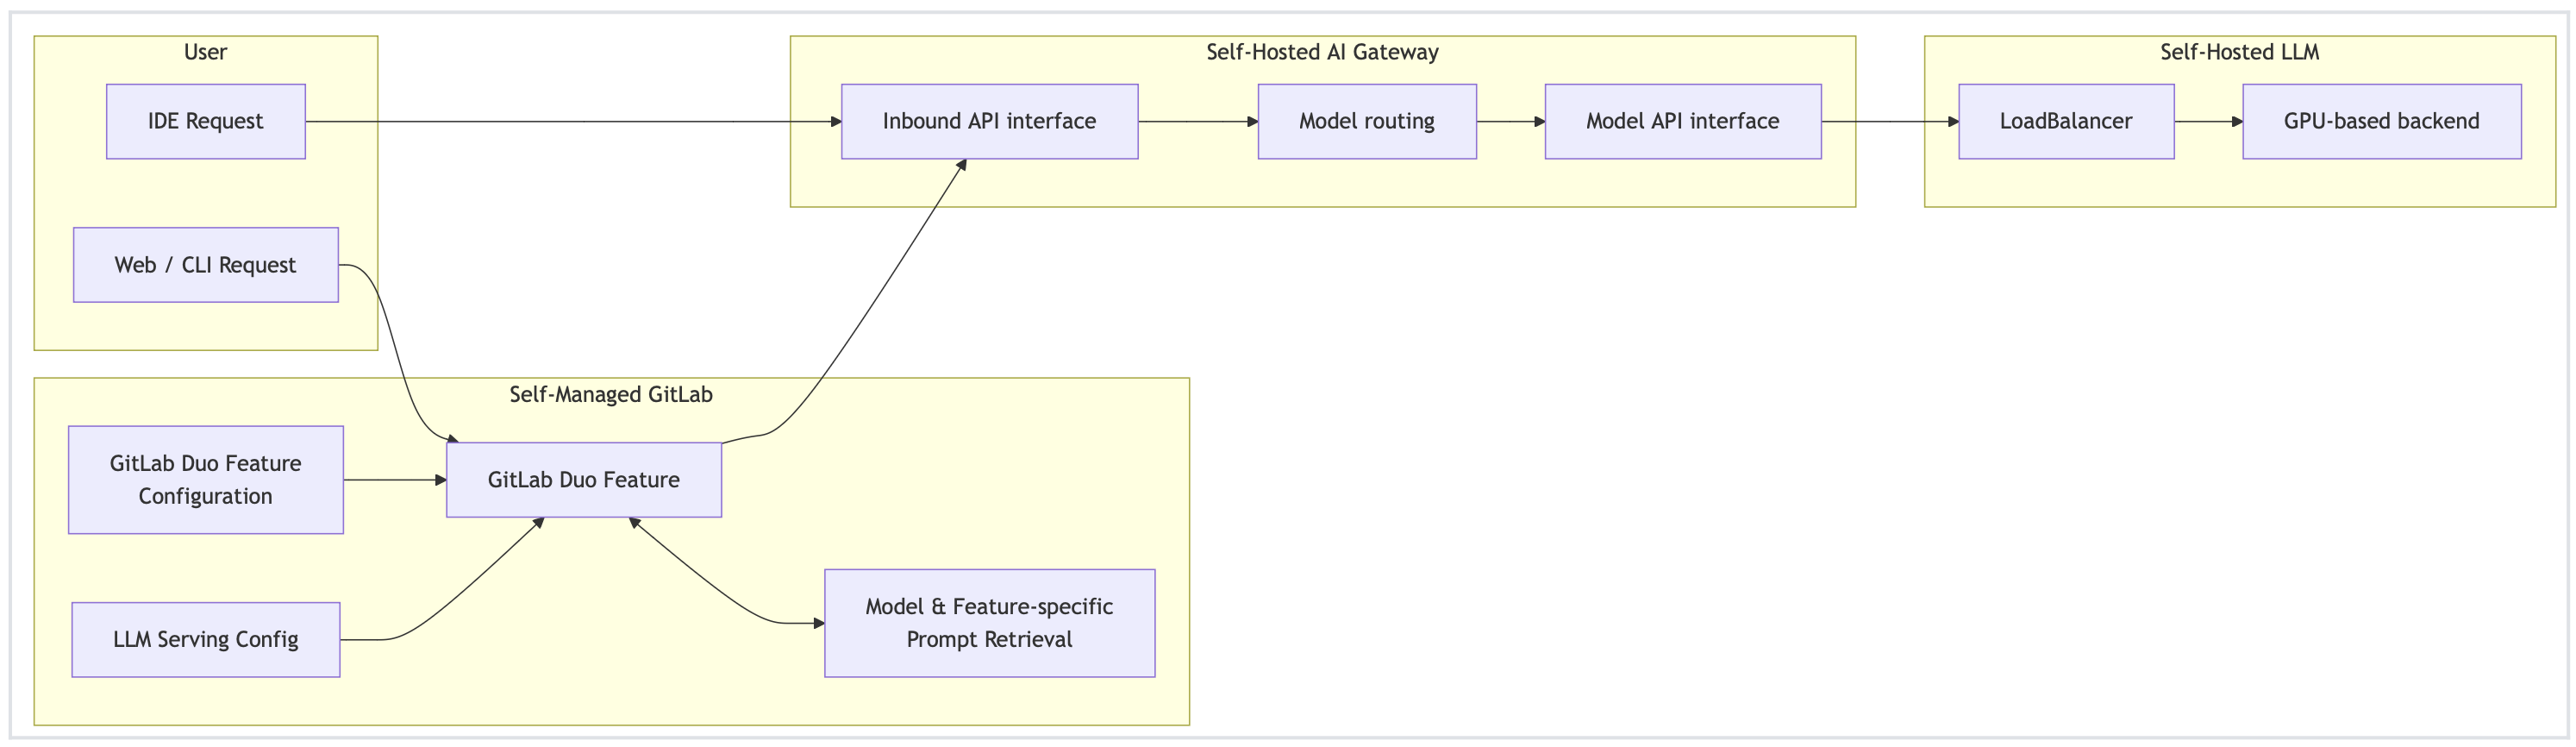 User
IDE Request
Web / CLI Request
Self-Hosted AI Gateway
Inbound API interface
Model routing
Model API interface
Self-Hosted LLM
LoadBalancer
GPU-based backend
Self-Managed GitLab
GitLab Duo Feature
Configuration
GitLab Duo Feature
LLM Serving Config
Model & Feature-specific
Prompt Retrieval